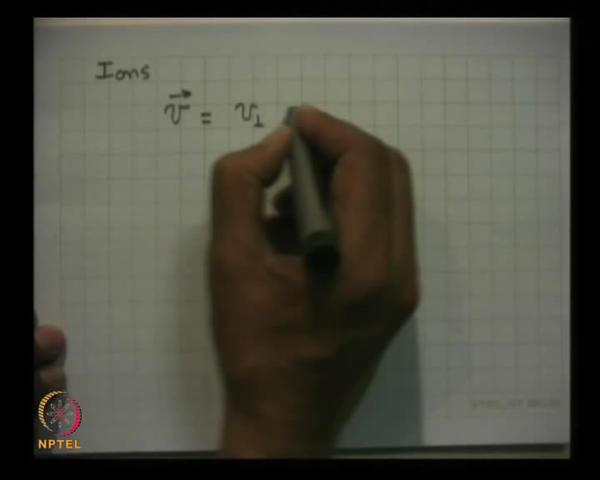 Ions
v⃗ = v⊥
NPTEL